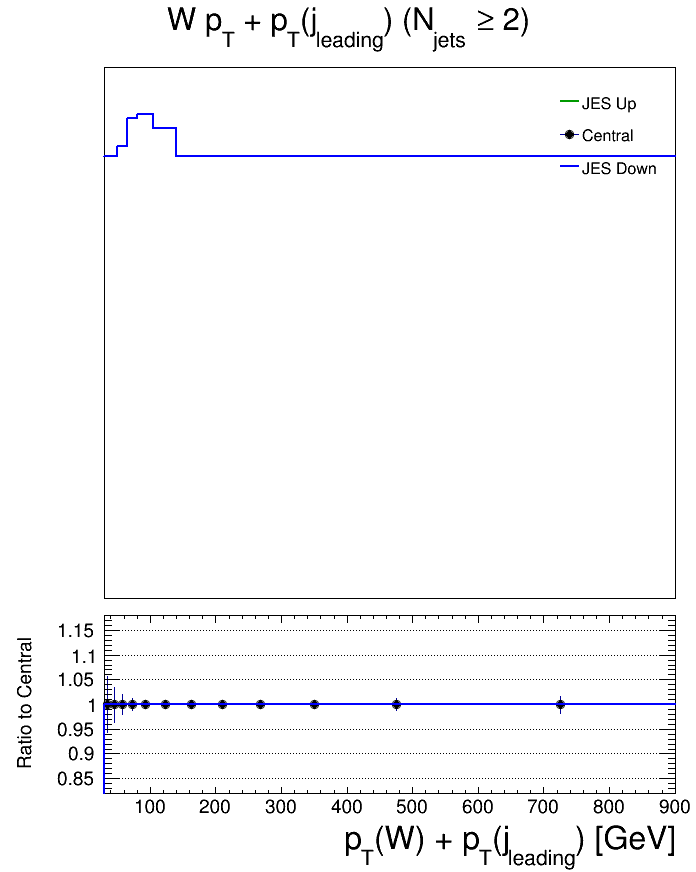 W p_T + p_T(j_leading) (N_jets ≥ 2)
JES Up
Central
JES Down
Ratio to Central
1.15
1.1
1.05
1
0.95
0.9
0.85
100 200 300 400 500 600 700 800 900
p_T(W) + p_T(j_leading) [GeV]